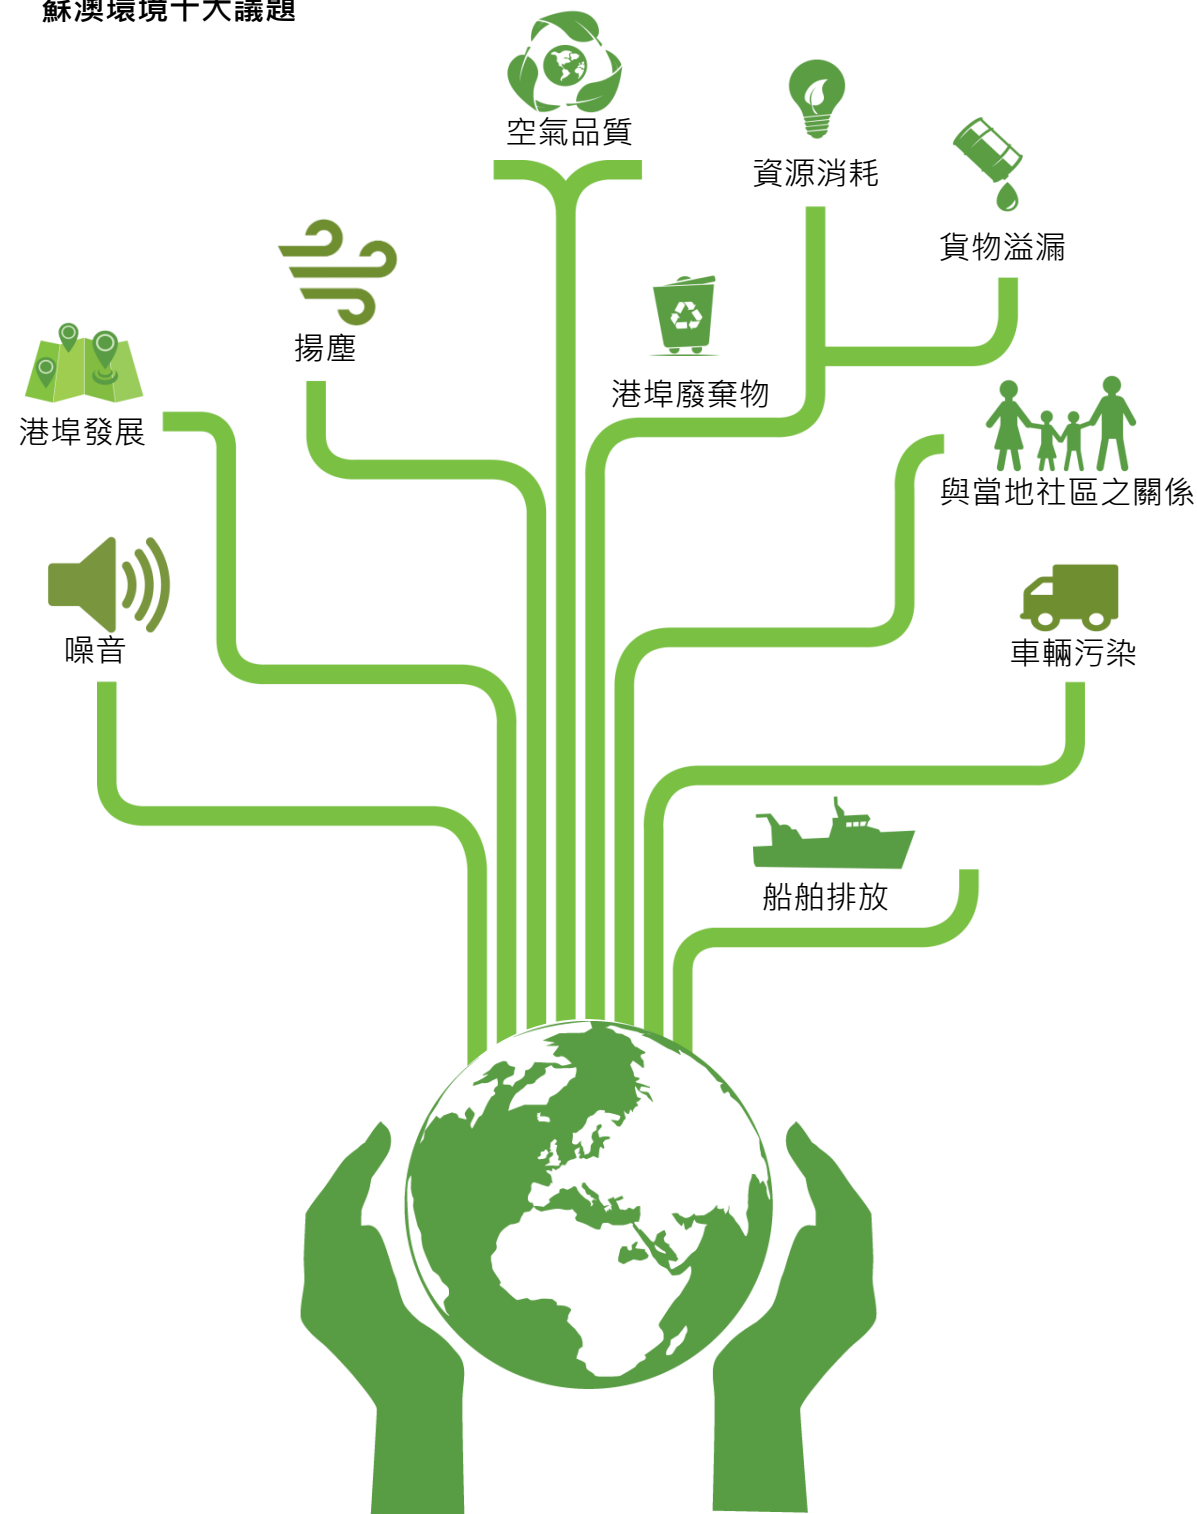 蘇澳環境十大議題
空氣品質
資源消耗
貨物溢漏
揚塵
港埠廢棄物
港埠發展
與當地社區之關係
噪音
車輛污染
船舶排放